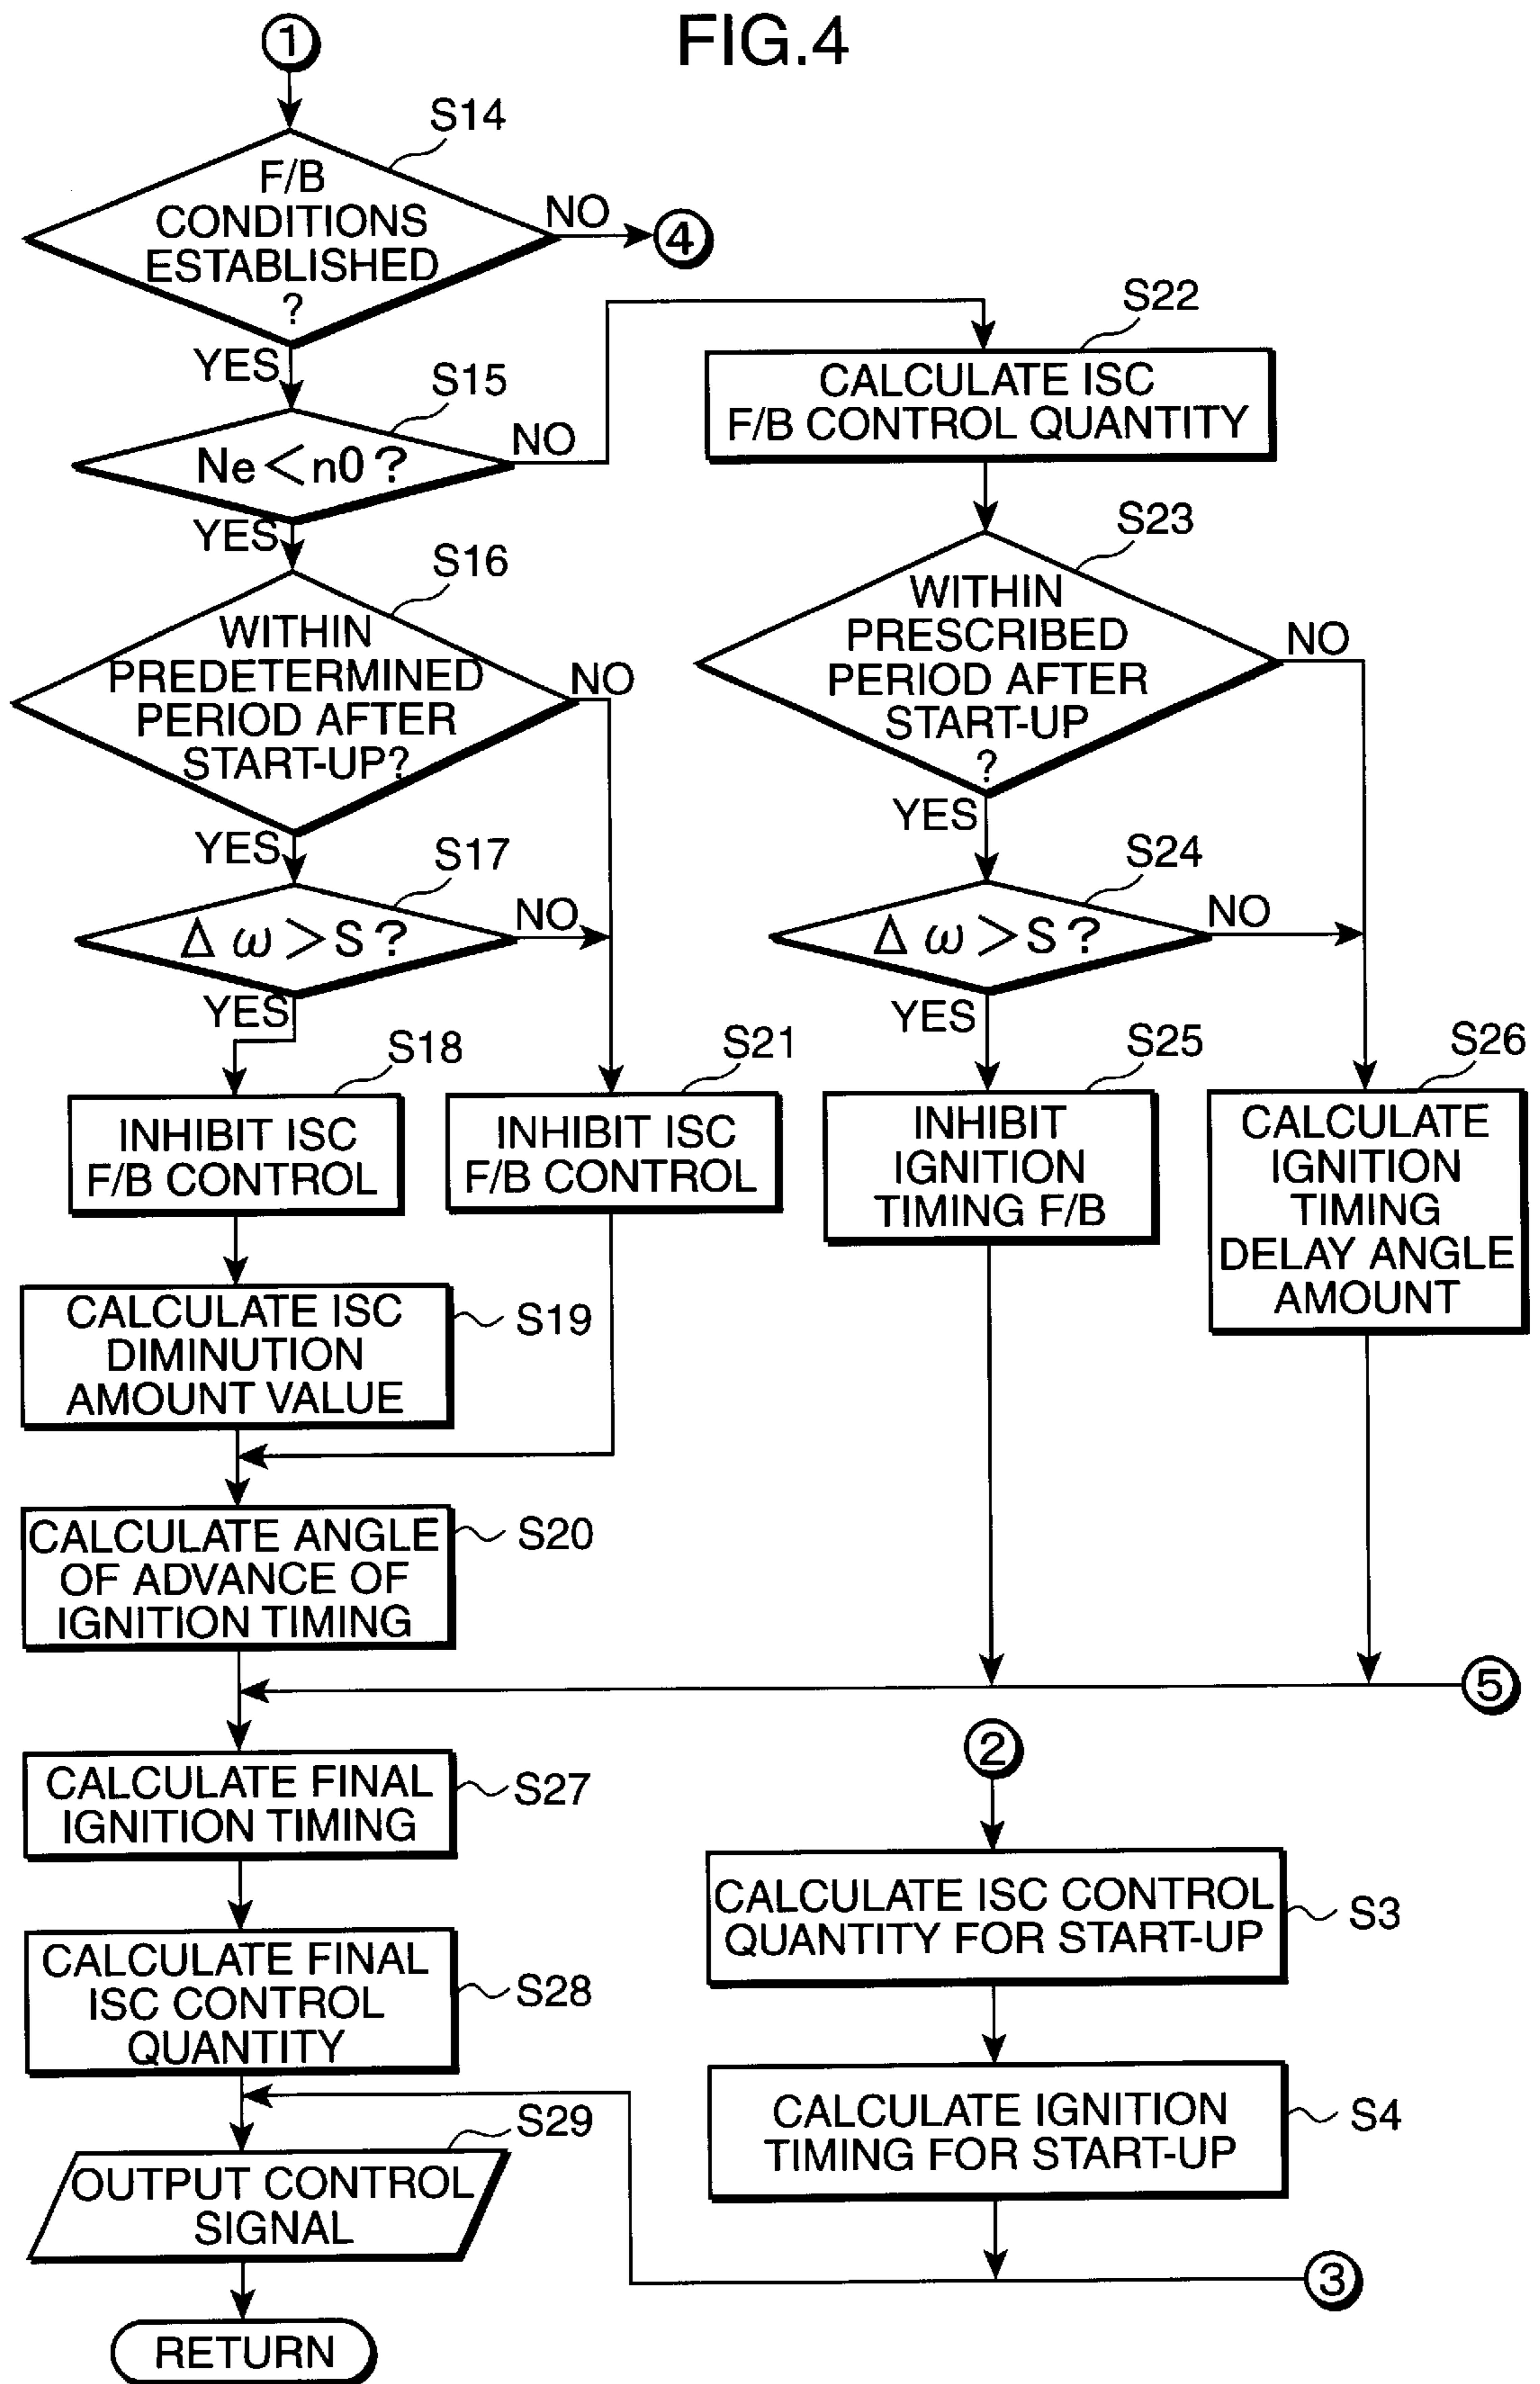 FIG.4
1
S14
F/B
CONDITIONS
ESTABLISHED
?
NO
4
YES
S15
Ne<n0?
NO
YES
S16
WITHIN
PREDETERMINED
PERIOD AFTER
START-UP?
NO
YES
S17
Δω>S?
NO
YES
S18
INHIBIT ISC
F/B CONTROL
S21
INHIBIT ISC
F/B CONTROL
CALCULATE ISC
DIMINUTION
AMOUNT VALUE
S19
CALCULATE ANGLE
OF ADVANCE OF
IGNITION TIMING
S20
S22
CALCULATE ISC
F/B CONTROL QUANTITY
S23
WITHIN
PRESCRIBED
PERIOD AFTER
START-UP
?
NO
YES
S24
Δω>S?
NO
YES
S25
INHIBIT
IGNITION
TIMING F/B
S26
CALCULATE
IGNITION
TIMING
DELAY ANGLE
AMOUNT
5
CALCULATE FINAL
IGNITION TIMING
S27
CALCULATE FINAL
ISC CONTROL
QUANTITY
S28
S29
OUTPUT CONTROL
SIGNAL
RETURN
2
CALCULATE ISC CONTROL
QUANTITY FOR START-UP
S3
CALCULATE IGNITION
TIMING FOR START-UP
S4
3